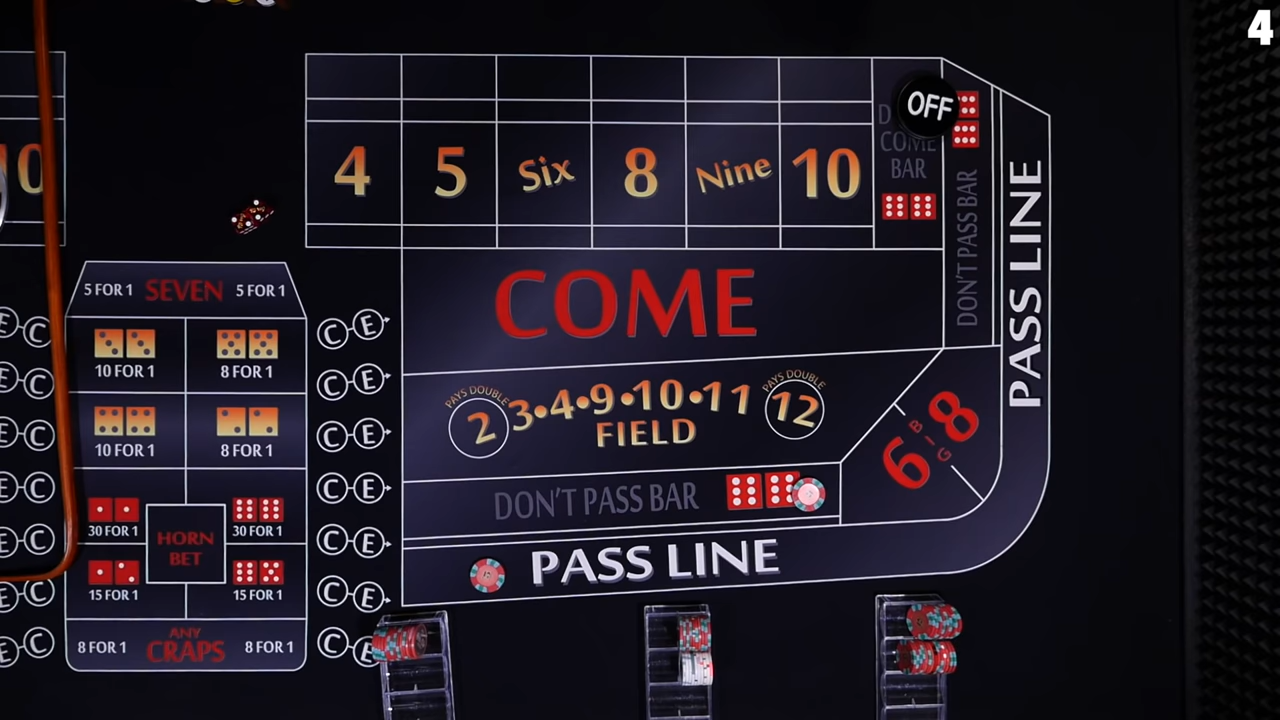 4
OFF
10
4 5 Six 8 Nine 10
COME
BAR
DON'T PASS BAR
PASS LINE
COME
5 FOR 1 SEVEN 5 FOR 1
10 FOR 1 8 FOR 1
10 FOR 1 8 FOR 1
30 FOR 1 30 FOR 1
HORN
BET
15 FOR 1 15 FOR 1
8 FOR 1 ANY CRAPS 8 FOR 1
E C
E C
E C
E C
E C
E C
E C
C E
C E
C E
C E
C E
C E
C E
PAYS DOUBLE
2 3•4•9•10•11 12
PAYS DOUBLE
FIELD
6 8
BIG
DON'T PASS BAR
PASS LINE